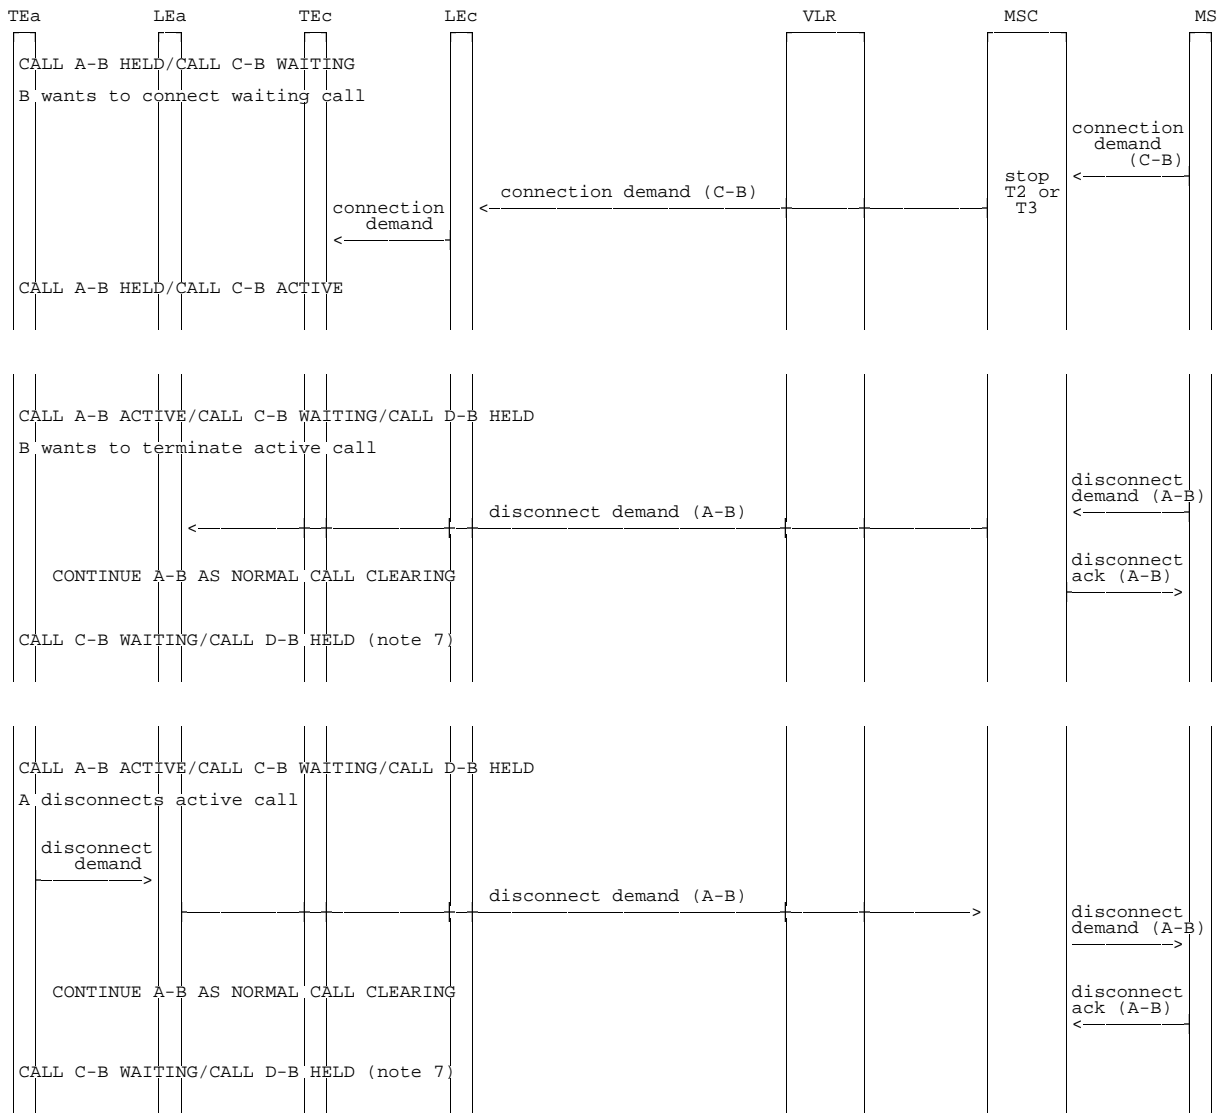 TEa LEa TEc LEc VLR MSC MS
CALL A-B HELD/CALL C-B WAITING
B wants to connect waiting call
connection
demand
(C-B)
stop
T2 or
T3
connection demand (C-B)
connection
demand
CALL A-B HELD/CALL C-B ACTIVE
CALL A-B ACTIVE/CALL C-B WAITING/CALL D-B HELD
B wants to terminate active call
disconnect
demand (A-B)
disconnect demand (A-B)
disconnect
ack (A-B)
CONTINUE A-B AS NORMAL CALL CLEARING
CALL C-B WAITING/CALL D-B HELD (note 7)
CALL A-B ACTIVE/CALL C-B WAITING/CALL D-B HELD
A disconnects active call
disconnect
demand
disconnect demand (A-B)
disconnect
demand (A-B)
CONTINUE A-B AS NORMAL CALL CLEARING
disconnect
ack (A-B)
CALL C-B WAITING/CALL D-B HELD (note 7)